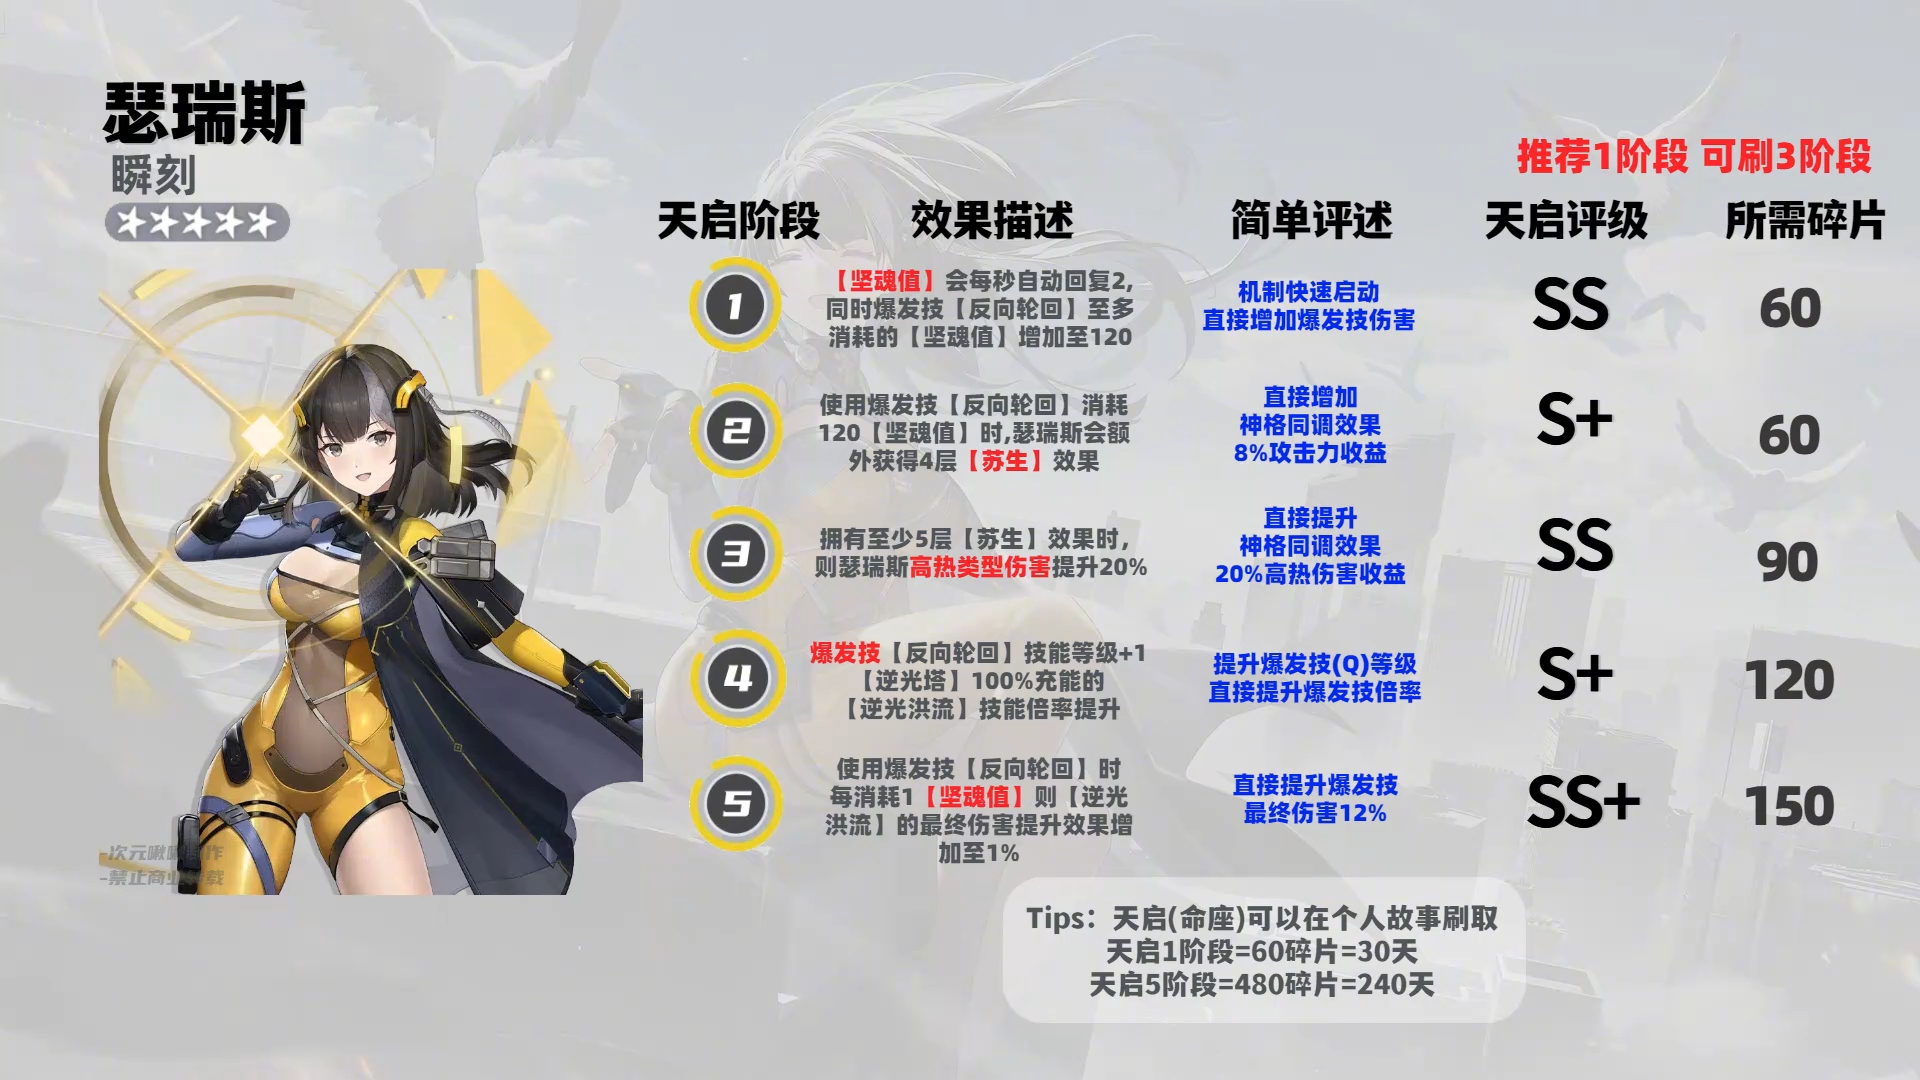 瑟瑞斯
瞬刻
推荐1阶段 可刷3阶段
天启阶段 效果描述 简单评述 天启评级 所需碎片
1
【坚魂值】会每秒自动回复2,
同时爆发技【反向轮回】至多
消耗的【坚魂值】增加至120
机制快速启动
直接增加爆发技伤害
SS
60
2
使用爆发技【反向轮回】消耗
120【坚魂值】时,瑟瑞斯会额
外获得4层【苏生】效果
直接增加
神格同调效果
8%攻击力收益
S+
60
3
拥有至少5层【苏生】效果时,
则瑟瑞斯高热类型伤害提升20%
直接提升
神格同调效果
20%高热伤害收益
SS
90
4
爆发技【反向轮回】技能等级+1
【逆光塔】100%充能的
【逆光洪流】技能倍率提升
提升爆发技(Q)等级
直接提升爆发技倍率
S+
120
5
使用爆发技【反向轮回】时
每消耗1【坚魂值】则【逆光
洪流】的最终伤害提升效果增
加至1%
直接提升爆发技
最终伤害12%
SS+
150
-次元啾啾 作
-禁止商业 载
Tips：天启(命座)可以在个人故事刷取
天启1阶段=60碎片=30天
天启5阶段=480碎片=240天